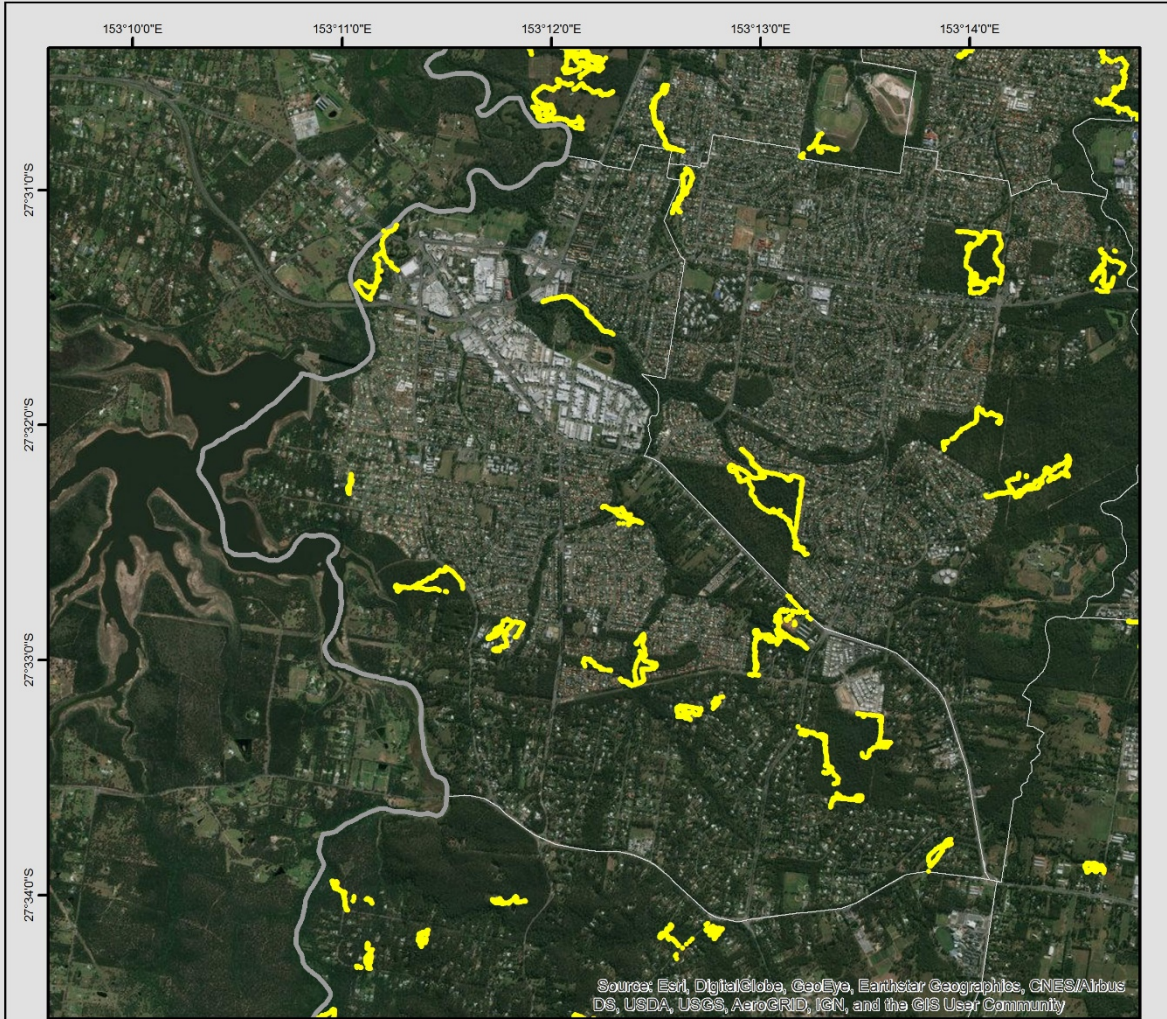 153°10'0"E 153°11'0"E 153°12'0"E 153°13'0"E 153°14'0"E
27°31'0"S
27°32'0"S
27°33'0"S
27°34'0"S
Source: Esri, DigitalGlobe, GeoEye, Earthstar Geographics, CNES/Airbus
DS, USDA, USGS, AeroGRID, IGN, and the GIS User Community